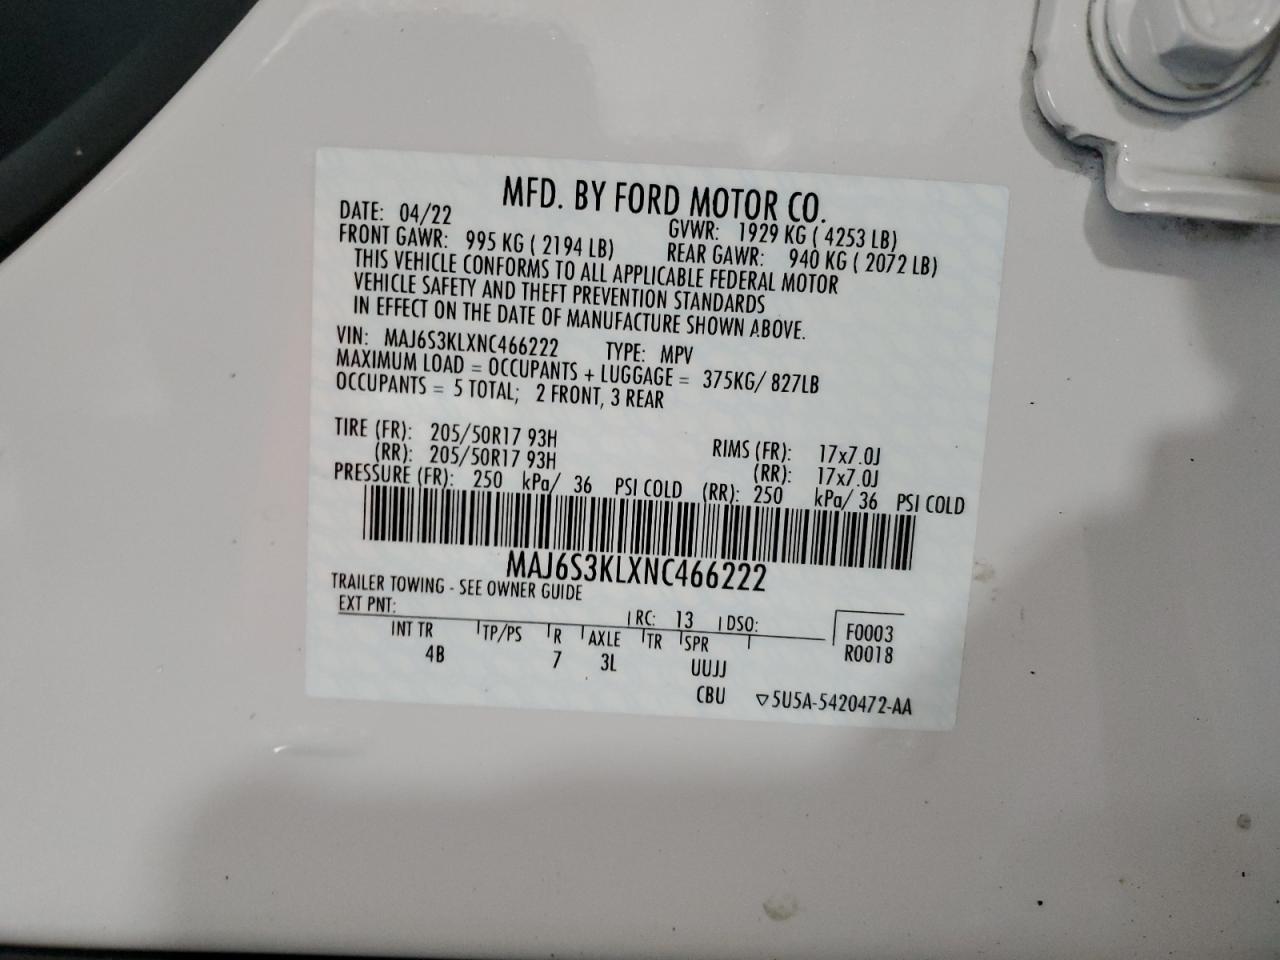 MFD. BY FORD MOTOR CO.
DATE: 04/22 GVWR: 1929 KG ( 4253 LB)
FRONT GAWR: 995 KG ( 2194 LB) REAR GAWR: 940 KG ( 2072 LB)
THIS VEHICLE CONFORMS TO ALL APPLICABLE FEDERAL MOTOR
VEHICLE SAFETY AND THEFT PREVENTION STANDARDS
IN EFFECT ON THE DATE OF MANUFACTURE SHOWN ABOVE.
VIN: MAJ6S3KLXNC466222 TYPE: MPV
MAXIMUM LOAD = OCCUPANTS + LUGGAGE = 375KG/ 827LB
OCCUPANTS = 5 TOTAL; 2 FRONT, 3 REAR
TIRE (FR): 205/50R17 93H RIMS (FR): 17x7.0J
(RR): 205/50R17 93H (RR): 17x7.0J
PRESSURE (FR): 250 kPa/ 36 PSI COLD (RR): 250 kPa/ 36 PSI COLD
MAJ6S3KLXNC466222
TRAILER TOWING - SEE OWNER GUIDE
EXT PNT: RC: 13 DSO: F0003
INT TR TP/PS R AXLE TR SPR R0018
4B 7 3L UUJJ
CBU ▽5U5A-5420472-AA